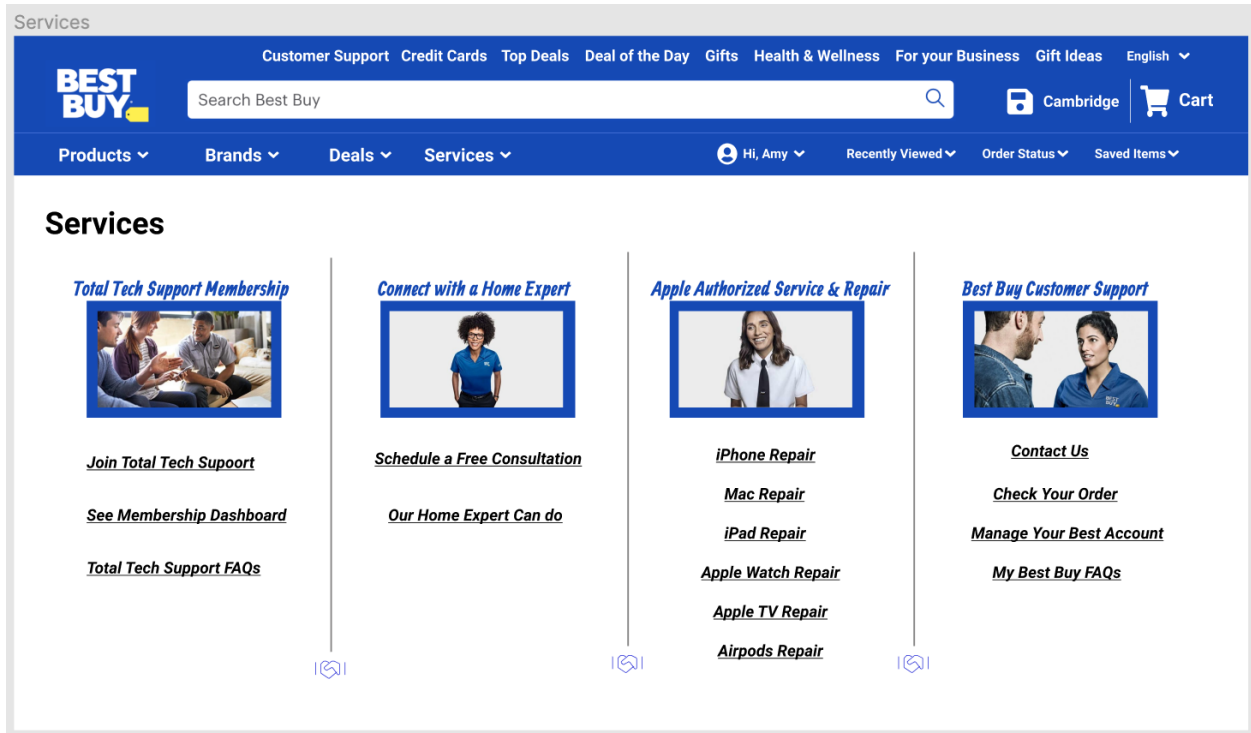 Services
Customer Support Credit Cards Top Deals Deal of the Day Gifts Health & Wellness For your Business Gift Ideas English
BEST
BUY
Search Best Buy
Cambridge
Cart
Products Brands Deals Services Hi, Amy Recently Viewed Order Status Saved Items
Services
Total Tech Support Membership
Join Total Tech Supoort
See Membership Dashboard
Total Tech Support FAQs
Connect with a Home Expert
Schedule a Free Consultation
Our Home Expert Can do
Apple Authorized Service & Repair
iPhone Repair
Mac Repair
iPad Repair
Apple Watch Repair
Apple TV Repair
Airpods Repair
Best Buy Customer Support
BEST
BUY
Contact Us
Check Your Order
Manage Your Best Account
My Best Buy FAQs